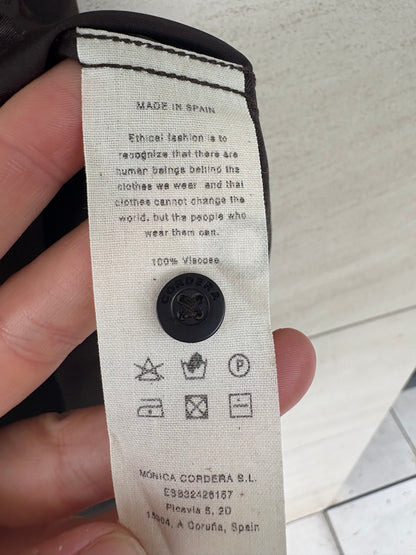 MADE IN SPAIN
Ethical fashion is to
recognize that there are
human beings behind the
clothes we wear and that
clothes cannot change the
world, but the people who
wear them can.
100% Viscose
CORDERA
P
MÓNICA CORDERA S.L.
ESB32426157
Picavia 5, 2D
15004, A Coruña, Spain